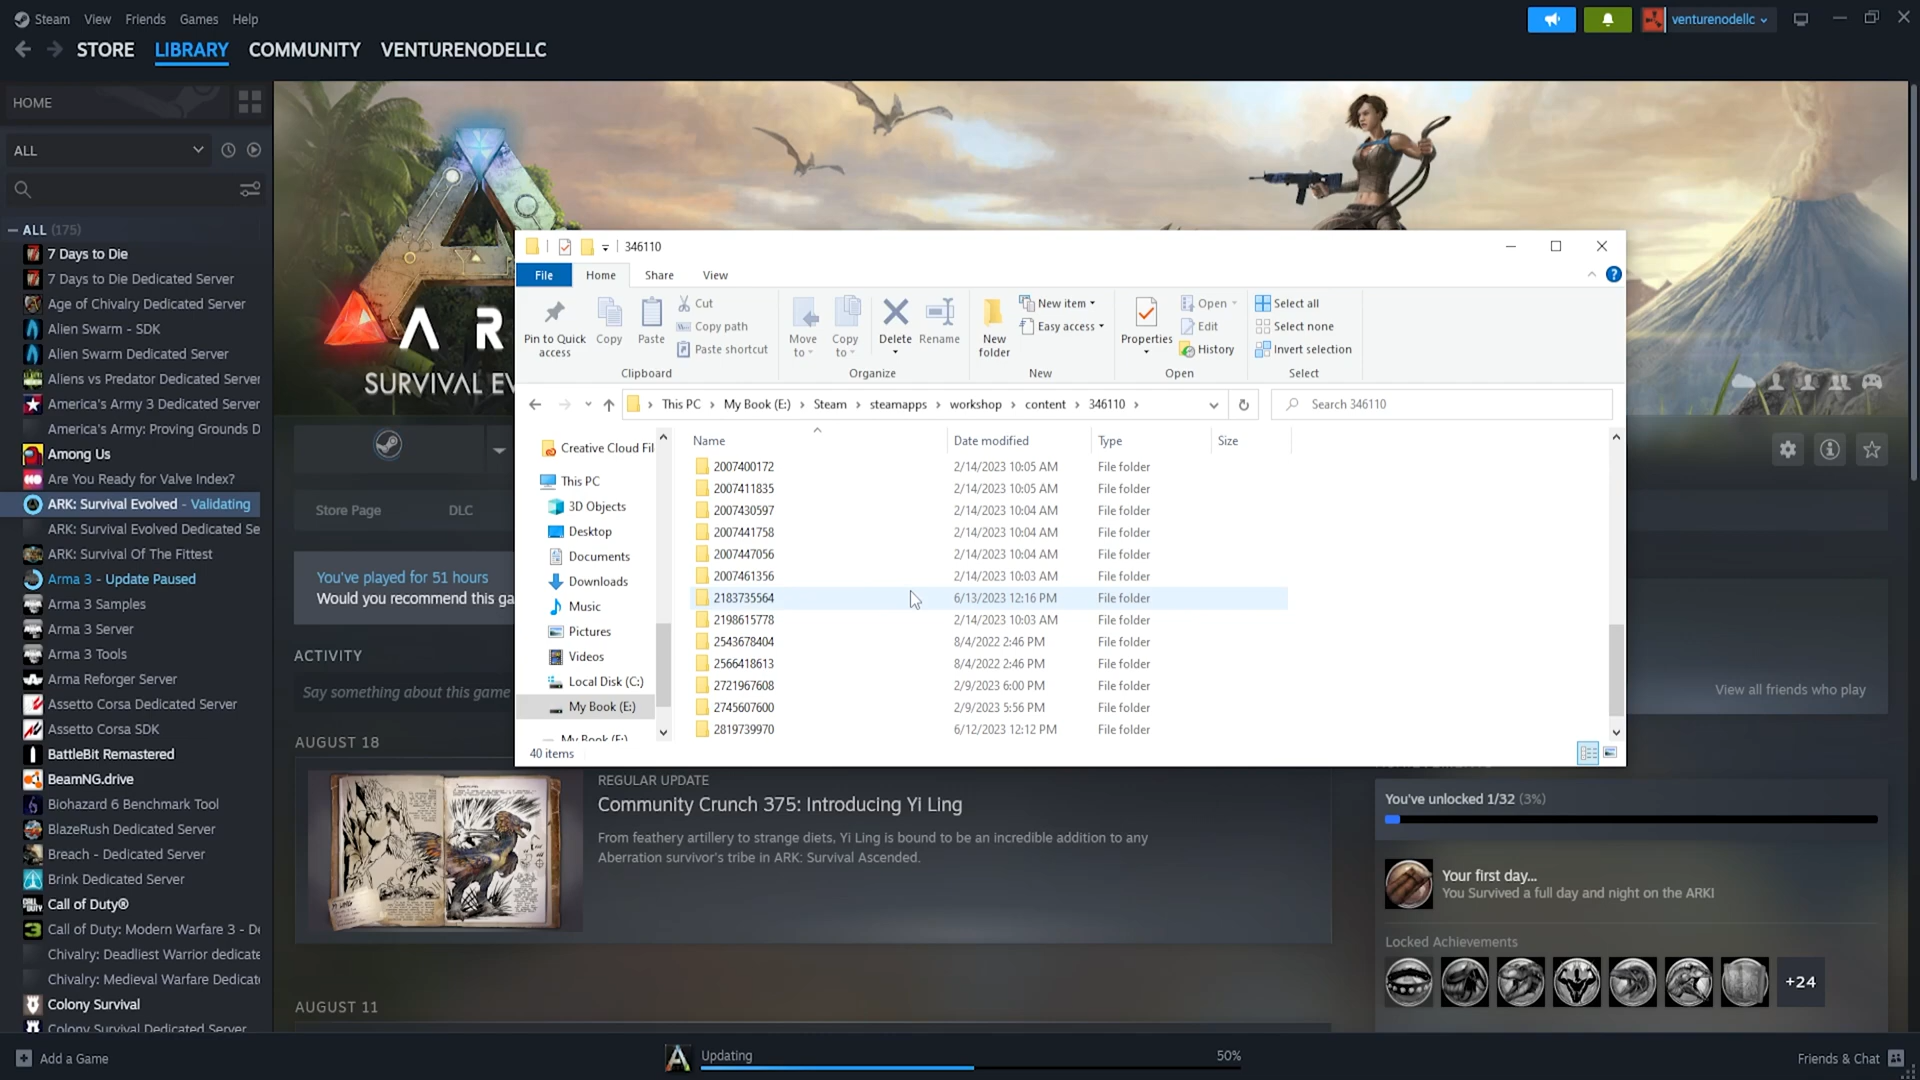 Steam View Friends Games Help
venturenodellc
STORE LIBRARY COMMUNITY VENTURENODELLC
HOME
ALL
ALL (175)
7 Days to Die
7 Days to Die Dedicated Server
Age of Chivalry Dedicated Server
Alien Swarm - SDK
Alien Swarm Dedicated Server
Aliens vs Predator Dedicated Server
America's Army 3 Dedicated Server
America's Army: Proving Grounds D
Among Us
Are You Ready for Valve Index?
ARK: Survival Evolved - Validating
ARK: Survival Evolved Dedicated Se
ARK: Survival Of The Fittest
Arma 3 - Update Paused
Arma 3 Samples
Arma 3 Server
Arma 3 Tools
Arma Reforger Server
Assetto Corsa Dedicated Server
Assetto Corsa SDK
BattleBit Remastered
BeamNG.drive
Biohazard 6 Benchmark Tool
BlazeRush Dedicated Server
Breach - Dedicated Server
Brink Dedicated Server
Call of Duty®
Call of Duty: Modern Warfare 3 - De
Chivalry: Deadliest Warrior dedicate
Chivalry: Medieval Warfare Dedicat
Colony Survival
Colony Survival Dedicated Server
Add a Game
AR
SURVIVAL EV
346110
File Home Share View
Pin to Quick access
Copy
Paste
Cut
Copy path
Paste shortcut
Clipboard
Move to
Copy to
Delete
Rename
Organize
New folder
New item
Easy access
New
Properties
Open
Edit
History
Open
Select all
Select none
Invert selection
Select
This PC > My Book (E:) > Steam > steamapps > workshop > content > 346110 >
Search 346110
Creative Cloud Fil
This PC
3D Objects
Desktop
Documents
Downloads
Music
Pictures
Videos
Local Disk (C:)
My Book (E:)
My Book (E:)
Name Date modified Type Size
2007400172 2/14/2023 10:05 AM File folder
2007411835 2/14/2023 10:05 AM File folder
2007430597 2/14/2023 10:04 AM File folder
2007441758 2/14/2023 10:04 AM File folder
2007447056 2/14/2023 10:04 AM File folder
2007461356 2/14/2023 10:03 AM File folder
2183735564 6/13/2023 12:16 PM File folder
2198615778 2/14/2023 10:03 AM File folder
2543678404 8/4/2022 2:46 PM File folder
2566418613 8/4/2022 2:46 PM File folder
2721967608 2/9/2023 6:00 PM File folder
2745607600 2/9/2023 5:56 PM File folder
2819739970 6/12/2023 12:12 PM File folder
40 items
Store Page DLC
You've played for 51 hours
Would you recommend this ga
ACTIVITY
Say something about this game
View all friends who play
AUGUST 18
REGULAR UPDATE
Community Crunch 375: Introducing Yi Ling
From feathery artillery to strange diets, Yi Ling is bound to be an incredible addition to any
Aberration survivor's tribe in ARK: Survival Ascended.
AUGUST 11
You've unlocked 1/32 (3%)
Your first day...
You Survived a full day and night on the ARK!
Locked Achievements
+24
Updating 50%
Friends & Chat